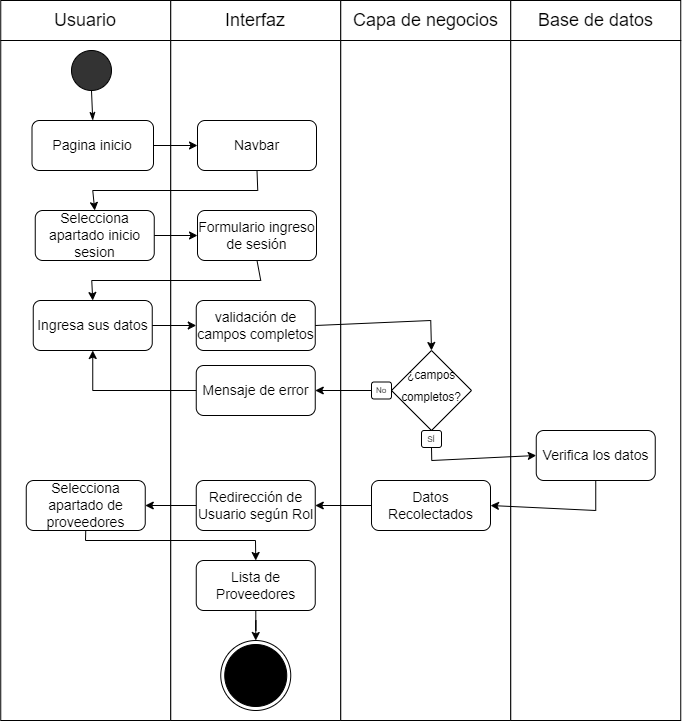 Usuario
Interfaz
Capa de negocios
Base de datos
Pagina inicio
Navbar
Selecciona
apartado inicio
sesion
Formulario ingreso
de sesión
Ingresa sus datos
validación de
campos completos
¿campos
completos?
Mensaje de error
No
SÍ
Verifica los datos
Selecciona
apartado de
proveedores
Redirección de
Usuario según Rol
Datos
Recolectados
Lista de
Proveedores